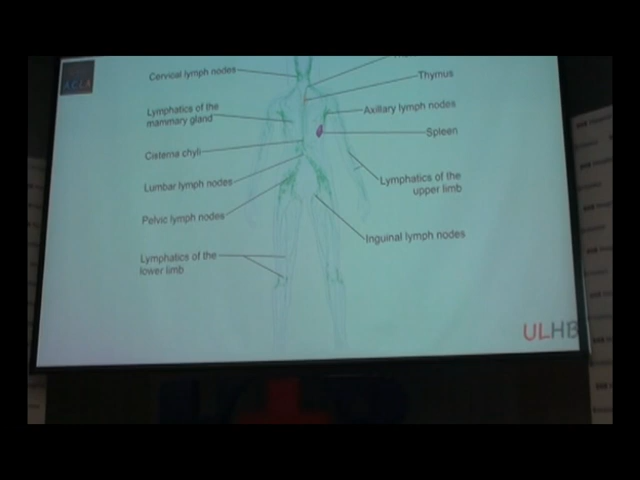 ACLA
Cervical lymph nodes
Thymus
Lymphatics of the
mammary gland
Axillary lymph nodes
Spleen
Cisterna chyli
Lumbar lymph nodes
Lymphatics of the
upper limb
Pelvic lymph nodes
Inguinal lymph nodes
Lymphatics of the
lower limb
ULHB